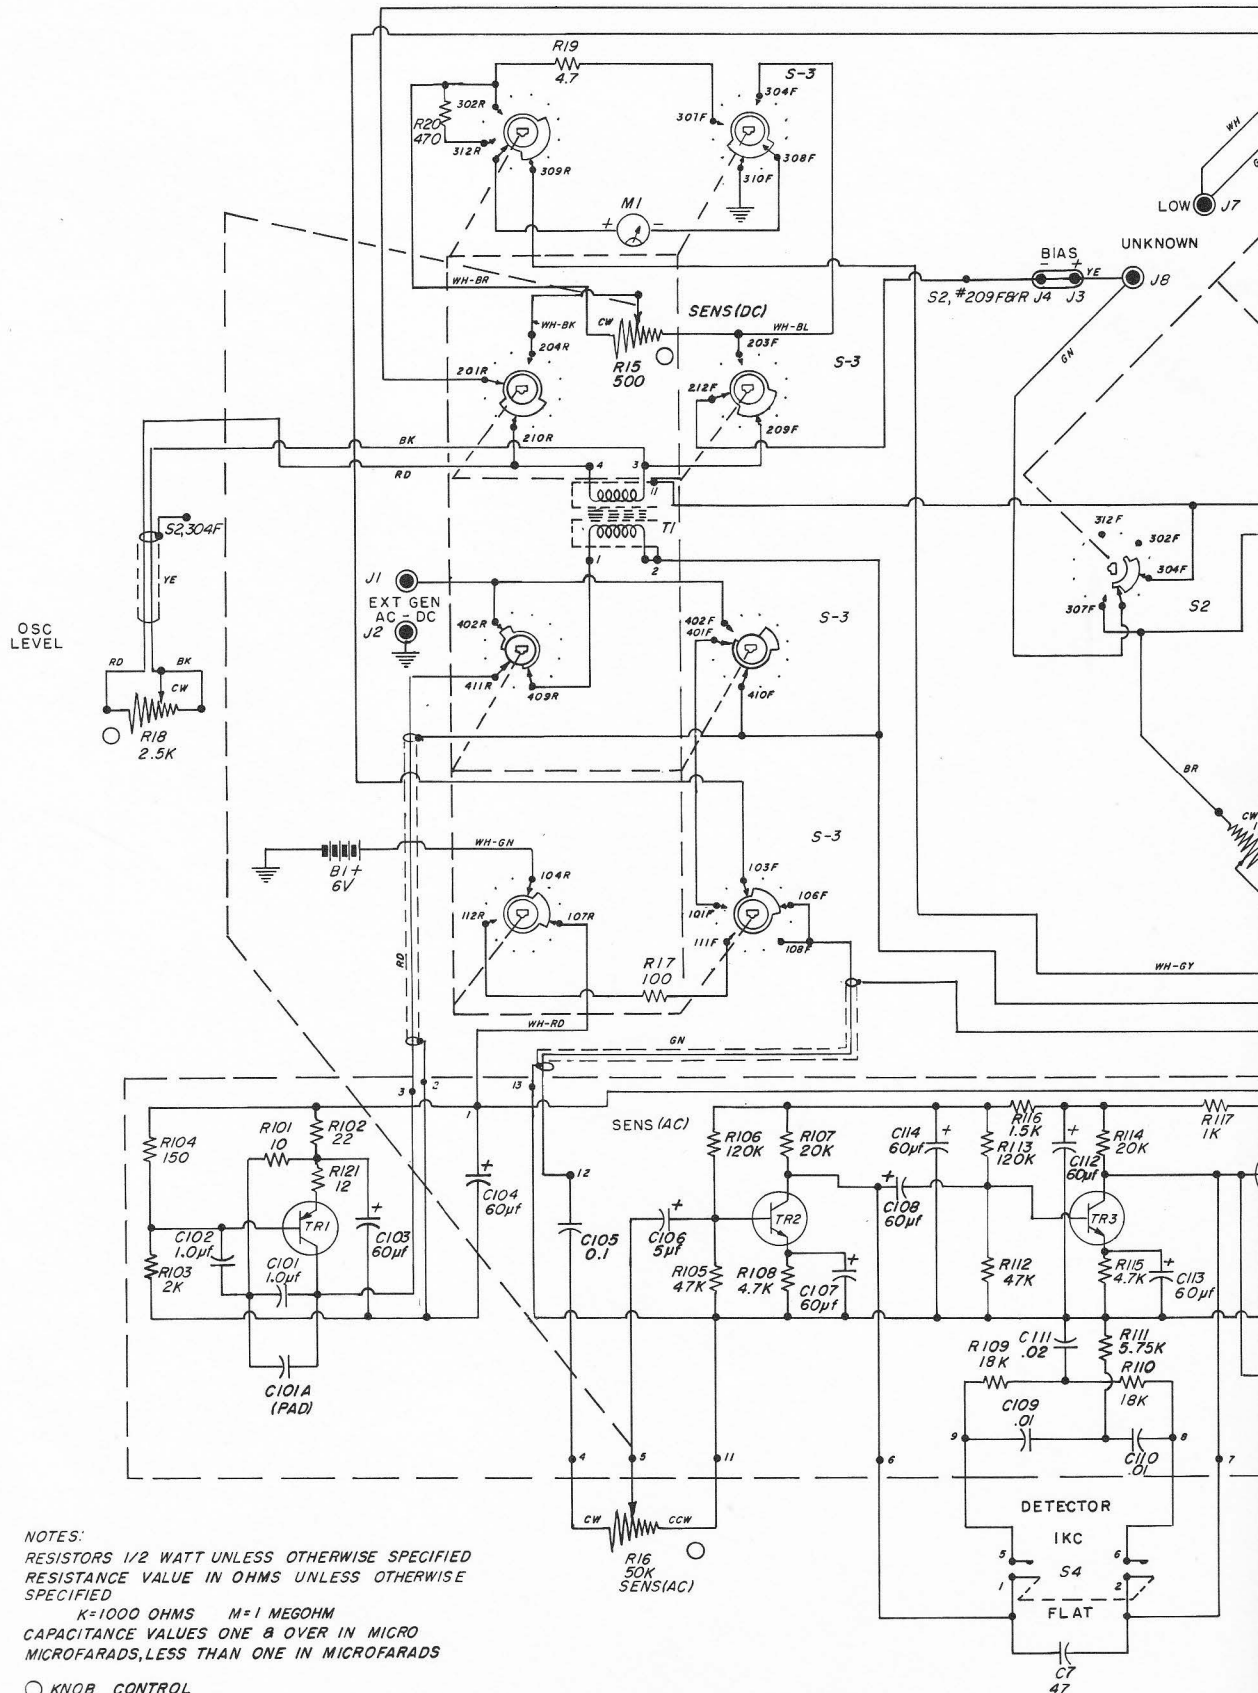 R19
4.7
S-3
302R
304F
R20
470
307F
312R
309R
308F
310F
M1
+ -
WH
LOW J7
UNKNOWN
BIAS
- +
YE
J8
S2, #209F&R J4 J3
WH-BR
WH-BK
CW
SENS(DC)
WH-BL
204R
203F
R15
500
S-3
201R
212F
GN
210R
209F
BK
RD
4 3
11
T1
1 2
S2,304F
YE
312F
302F
304F
307F
S2
J1
EXT GEN
AC-DC
J2
402R
402F
401F
S-3
411R
409R
410F
OSC
LEVEL
RD
BK
CW
R18
2.5K
BR
CW
B1+
6V
WH-GN
S-3
104R
103F
112R
107R
101F
106F
111F
108F
RD
R17
100
WH-GY
WH-RD
GN
3 2
1
13
SENS (AC)
R104
150
R101
10
R102
22
R121
12
R106
120K
R107
20K
C114
60µf
+
R116
1.5K
R113
120K
+
C112
60µf
R114
20K
R117
1K
+
C104
60µf
12
C102
1.0µf
TR1
+
C103
60µf
C105
0.1
+
C106
5µf
TR2
+
C108
60µf
TR3
R103
2K
C101
1.0µf
R105
47K
R108
4.7K
+
C107
60µf
R112
47K
R115
4.7K
+
C113
60µf
C101A
(PAD)
R109
18K
C111
.02
R111
5.75K
R110
18K
C109
.01
9
8
C110
.01
4 5 11 6 7
CW
CCW
R16
50K
SENS(AC)
DETECTOR
1KC
5 6
S4
1 2
FLAT
C7
47
NOTES:
RESISTORS 1/2 WATT UNLESS OTHERWISE SPECIFIED
RESISTANCE VALUE IN OHMS UNLESS OTHERWISE
SPECIFIED
K=1000 OHMS M=1 MEGOHM
CAPACITANCE VALUES ONE & OVER IN MICRO
MICROFARADS, LESS THAN ONE IN MICROFARADS
KNOB CONTROL